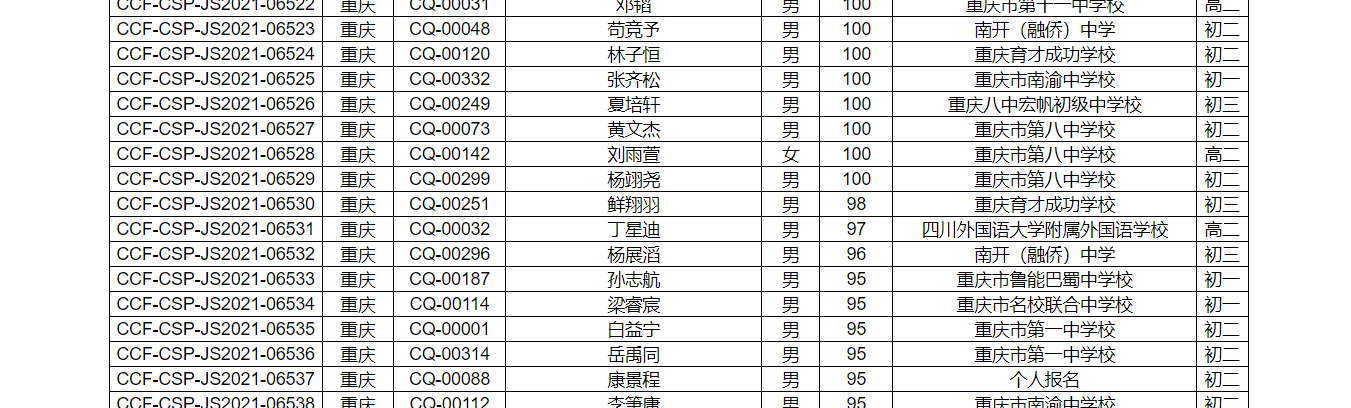 CCF-CSP-JS2021-06522 重庆 CQ-00031 邓韬 男 100 重庆市第十一中学校 高二
CCF-CSP-JS2021-06523 重庆 CQ-00048 苟竞予 男 100 南开（融侨）中学 初二
CCF-CSP-JS2021-06524 重庆 CQ-00120 林子恒 男 100 重庆育才成功学校 初二
CCF-CSP-JS2021-06525 重庆 CQ-00332 张齐松 男 100 重庆市南渝中学校 初一
CCF-CSP-JS2021-06526 重庆 CQ-00249 夏培轩 男 100 重庆八中宏帆初级中学校 初三
CCF-CSP-JS2021-06527 重庆 CQ-00073 黄文杰 男 100 重庆市第八中学校 初二
CCF-CSP-JS2021-06528 重庆 CQ-00142 刘雨萱 女 100 重庆市第八中学校 高二
CCF-CSP-JS2021-06529 重庆 CQ-00299 杨翊尧 男 100 重庆市第八中学校 初二
CCF-CSP-JS2021-06530 重庆 CQ-00251 鲜翔羽 男 98 重庆育才成功学校 初三
CCF-CSP-JS2021-06531 重庆 CQ-00032 丁星迪 男 97 四川外国语大学附属外国语学校 高二
CCF-CSP-JS2021-06532 重庆 CQ-00296 杨展滔 男 96 南开（融侨）中学 初三
CCF-CSP-JS2021-06533 重庆 CQ-00187 孙志航 男 95 重庆市鲁能巴蜀中学校 初一
CCF-CSP-JS2021-06534 重庆 CQ-00114 梁睿宸 男 95 重庆市名校联合中学校 初一
CCF-CSP-JS2021-06535 重庆 CQ-00001 白益宁 男 95 重庆市第一中学校 初二
CCF-CSP-JS2021-06536 重庆 CQ-00314 岳禹同 男 95 重庆市第一中学校 初二
CCF-CSP-JS2021-06537 重庆 CQ-00088 康景程 男 95 个人报名 初二
CCF-CSP-JS2021-06538 重庆 CQ-00112 男 95 重庆市南渝中学校 初二